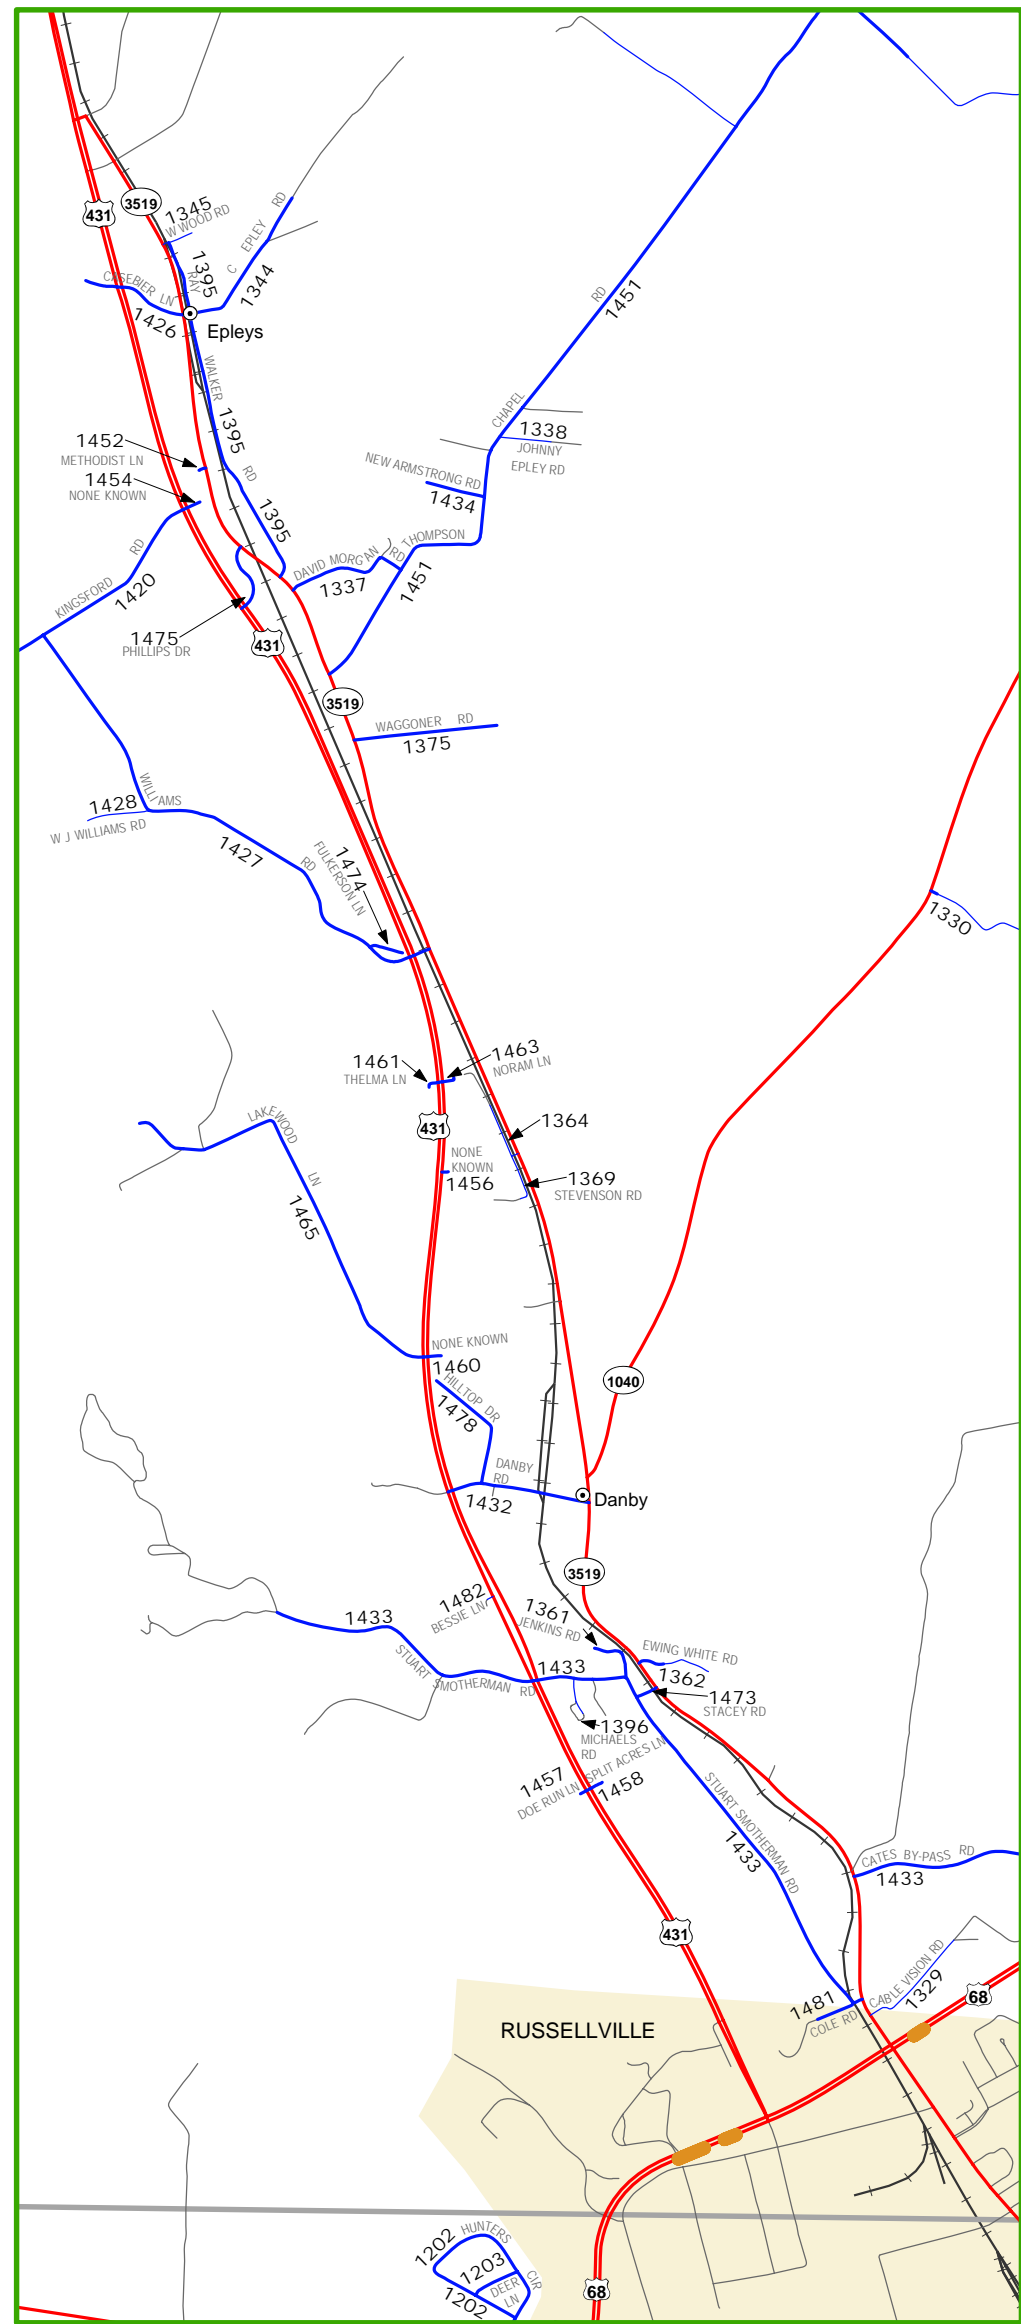 431
3519
1345
W WOOD RD
1395
RAY
C EPLEY RD
1344
CASEBIER LN
1426
Epleys
WALKER
1395
RD
1395
RD
1451
CHAPEL
1338
JOHNNY
EPLEY RD
1452
METHODIST LN
1454
NONE KNOWN
NEW ARMSTRONG RD
1434
THOMPSON
RD
DAVID MORGAN
1337
1451
KINGSFORD RD
1420
1475
PHILLIPS DR
431
3519
WAGGONER RD
1375
WILLIAMS
1428
W J WILLIAMS RD
1427
RD
1474
FULKERSON LN
1330
1461
THELMA LN
1463
NORAM LN
431
1364
NONE
KNOWN
1456
1369
STEVENSON RD
LAKEWOOD
LN
1465
NONE KNOWN
1460
HILLTOP DR
1478
1040
DANBY
RD
1432
Danby
3519
1482
BESSIE LN
1361
JENKINS RD
1433
STUART SMOTHERMAN RD
1433
EWING WHITE RD
1362
1473
STACEY RD
1396
MICHAELS
RD
1457
DOE RUN LN
SPLIT ACRES LN
1458
STUART SMOTHERMAN RD
1433
CATES BY-PASS RD
1433
431
CABLE VISION RD
1329
68
1481
COLE RD
RUSSELLVILLE
1202
HUNTERS
CIR
1203
DEER
LN
1202
68